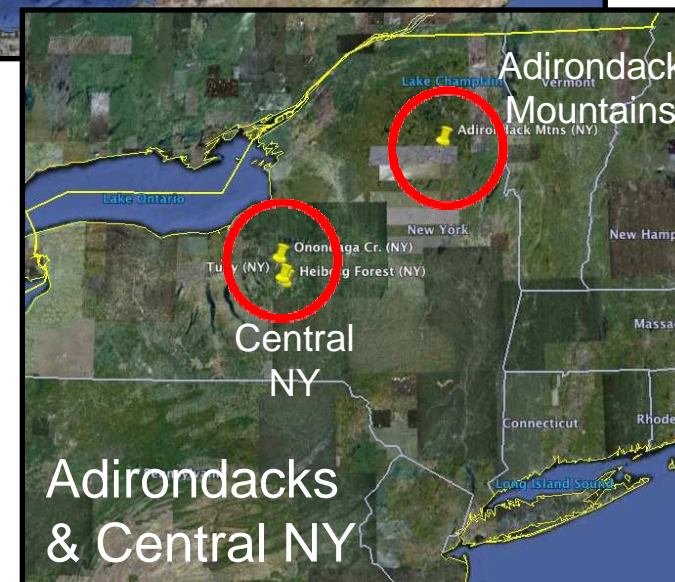 Adirondack
Mountains
Lake Champlain
Vermont
Adirondack Mtns (NY)
Lake Ontario
New York
New Hamp
Onondaga Cr. (NY)
Tully (NY)
Heiberg Forest (NY)
Central
NY
Massa
Connecticut
Rhode
Adirondacks
& Central NY
Pennsylvania
Long Island Sound